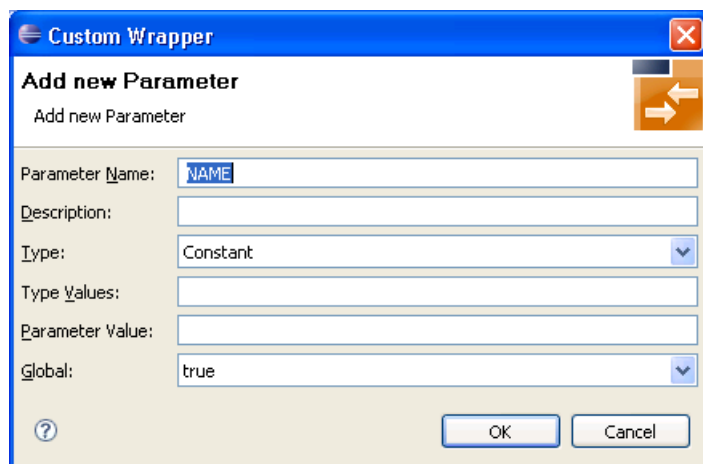 Custom Wrapper
Add new Parameter
Add new Parameter
Parameter Name: NAME
Description:
Type: Constant
Type Values:
Parameter Value:
Global: true
? OK Cancel